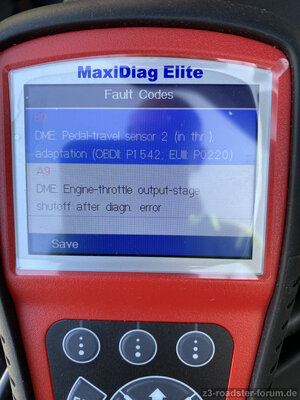 MaxiDiag Elite
Fault Codes
DME Pedal-travel sensor 2 (in thr.),
adaptation (OBDII: P1542; EUIII: P0220)
A9
DME Engine-throttle output-stage
shutoff after diagn. error
Save
z3-roadster-forum.de